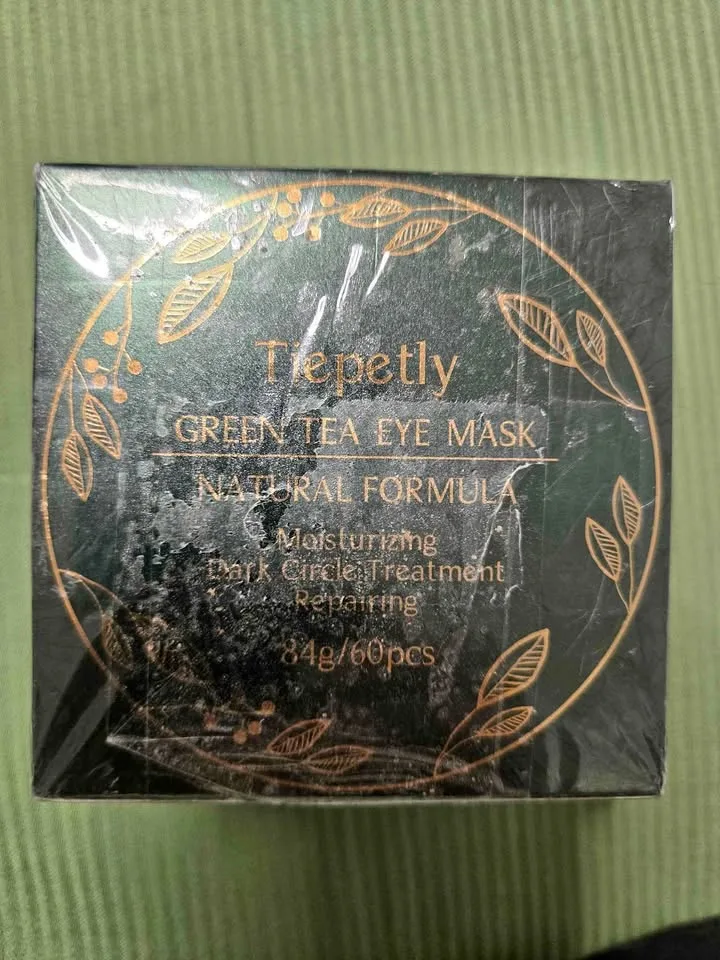 Tiepetly
GREEN TEA EYE MASK
NATURAL FORMULA
Moisturizing
Dark Circle Treatment
Repairing
84g/60pcs